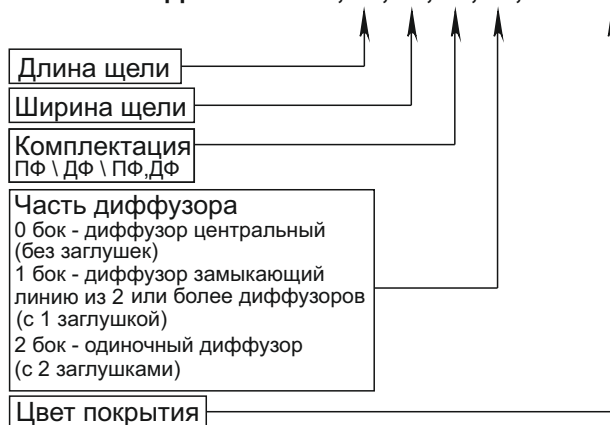 Длина щели
Ширина щели
Комплектация
ПФ \ ДФ \ ПФ,ДФ
Часть диффузора
0 бок - диффузор центральный
(без заглушек)
1 бок - диффузор замыкающий
линию из 2 или более диффузоров
(с 1 заглушкой)
2 бок - одиночный диффузор
(с 2 заглушками)
Цвет покрытия